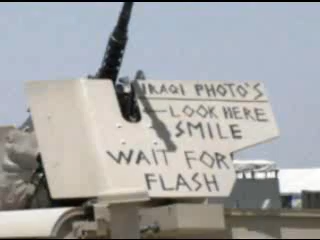 IRAQI PHOTO'S
LOOK HERE
SMILE
WAIT FOR
FLASH